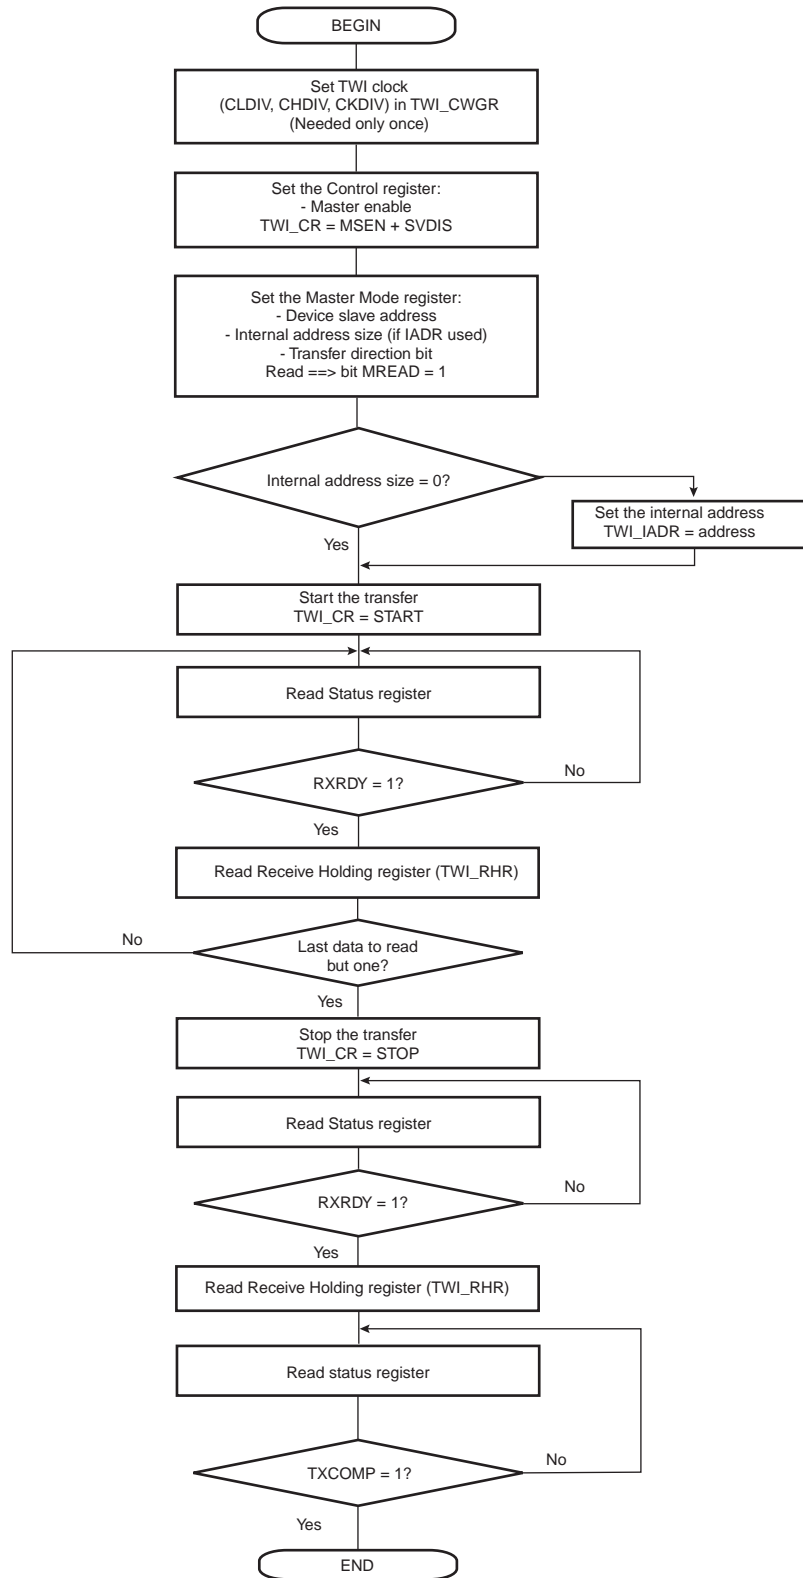 BEGIN
Set TWI clock
(CLDIV, CHDIV, CKDIV) in TWI_CWGR
(Needed only once)
Set the Control register:
- Master enable
TWI_CR = MSEN + SVDIS
Set the Master Mode register:
- Device slave address
- Internal address size (if IADR used)
- Transfer direction bit
Read ==> bit MREAD = 1
Internal address size = 0?
Set the internal address
TWI_IADR = address
Yes
Start the transfer
TWI_CR = START
Read Status register
RXRDY = 1?
No
Yes
Read Receive Holding register (TWI_RHR)
No
Last data to read
but one?
Yes
Stop the transfer
TWI_CR = STOP
Read Status register
RXRDY = 1?
No
Yes
Read Receive Holding register (TWI_RHR)
Read status register
TXCOMP = 1?
No
Yes
END